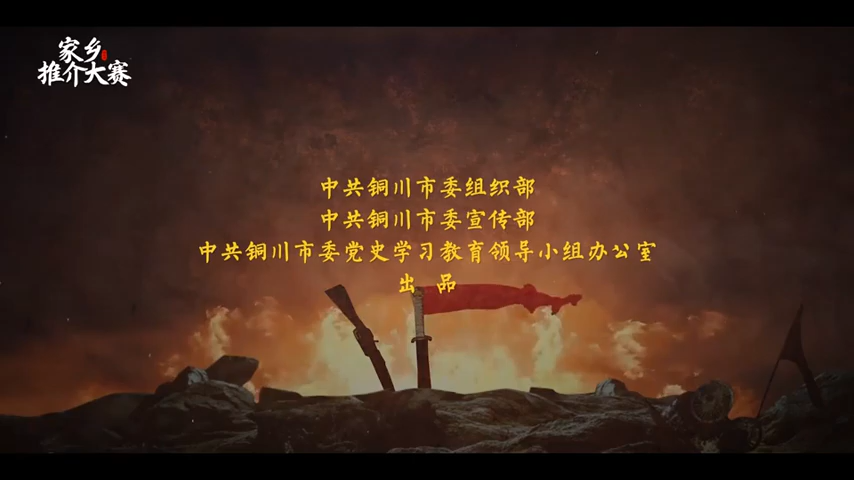 家乡
推介大赛
中共铜川市委组织部
中共铜川市委宣传部
中共铜川市委党史学习教育领导小组办公室
出 品